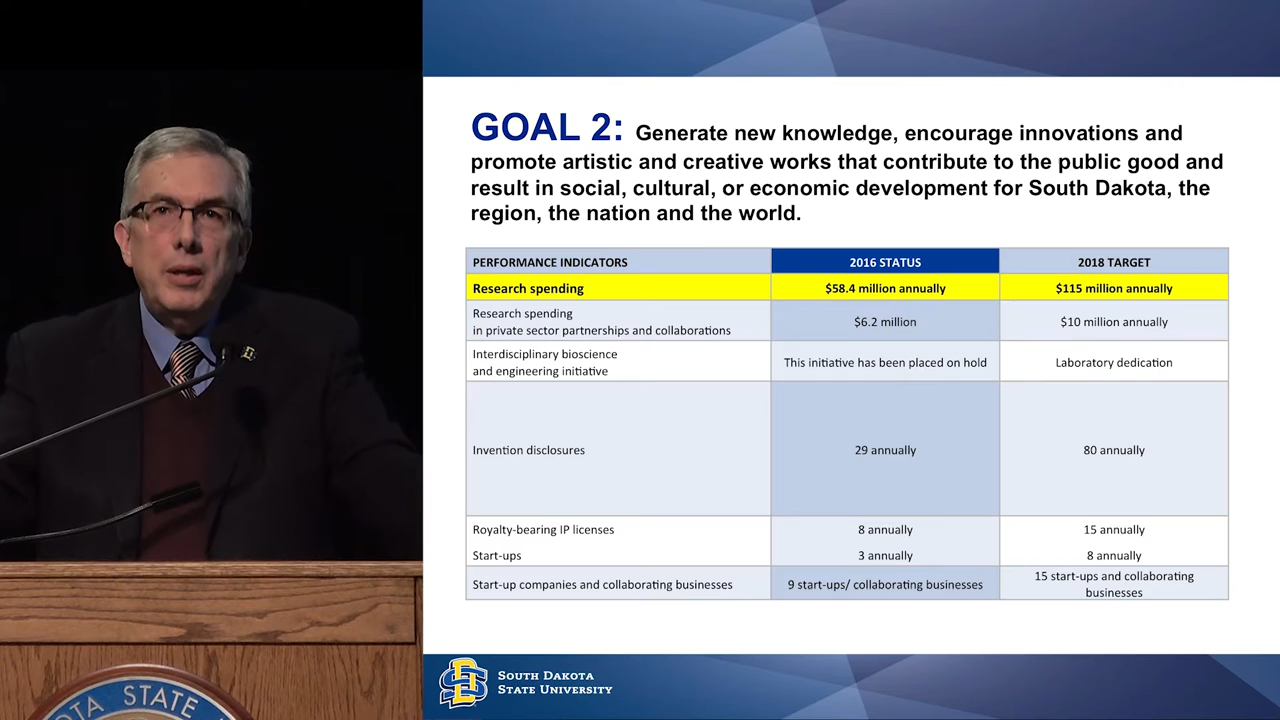 GOAL 2: Generate new knowledge, encourage innovations and
promote artistic and creative works that contribute to the public good and
result in social, cultural, or economic development for South Dakota, the
region, the nation and the world.
PERFORMANCE INDICATORS 2016 STATUS 2018 TARGET
Research spending $58.4 million annually $115 million annually
Research spending
in private sector partnerships and collaborations $6.2 million $10 million annually
Interdisciplinary bioscience
and engineering initiative This initiative has been placed on hold Laboratory dedication
Invention disclosures 29 annually 80 annually
Royalty-bearing IP licenses 8 annually 15 annually
Start-ups 3 annually 8 annually
Start-up companies and collaborating businesses 9 start-ups/ collaborating businesses 15 start-ups and collaborating
businesses
SOUTH DAKOTA
STATE UNIVERSITY
STATE